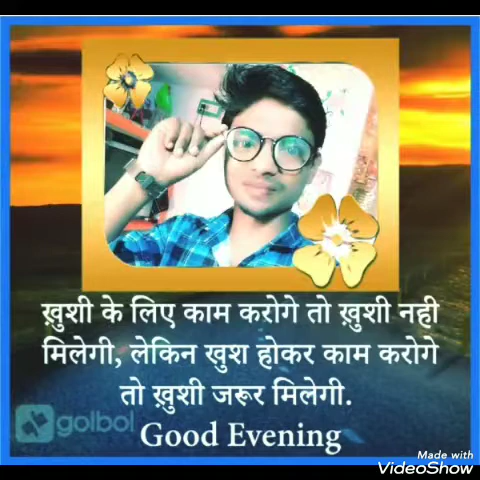 ख़ुशी के लिए काम करोगे तो ख़ुशी नही
मिलेगी, लेकिन खुश होकर काम करोगे
तो ख़ुशी जरूर मिलेगी.
golbol
Good Evening
Made with
VideoShow